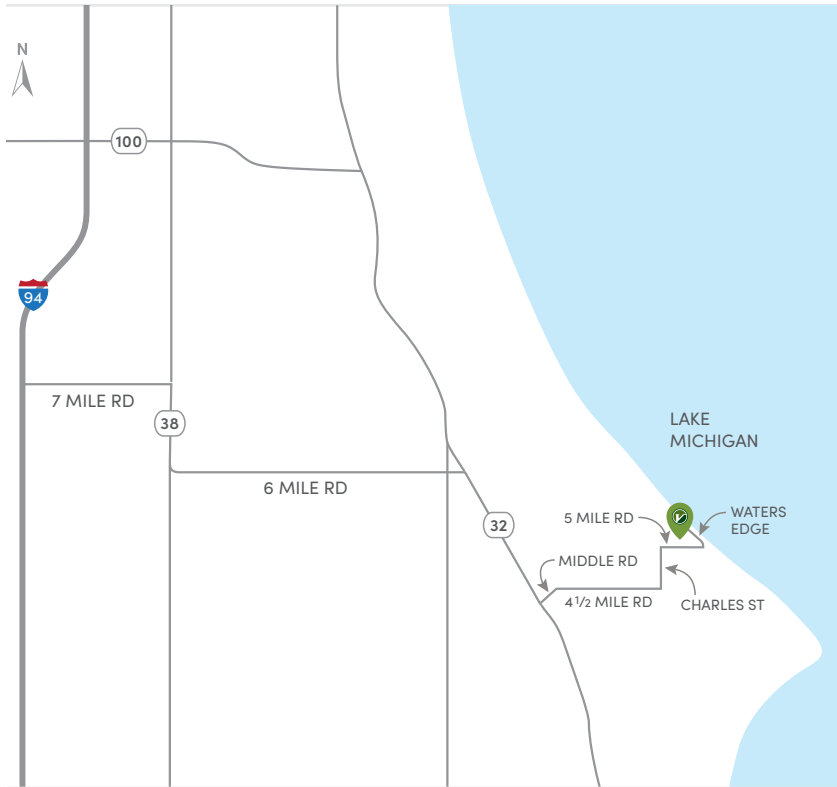 N
100
94
7 MILE RD
38
LAKE
MICHIGAN
6 MILE RD
32
5 MILE RD
WATERS
EDGE
MIDDLE RD
4 1/2 MILE RD
CHARLES ST